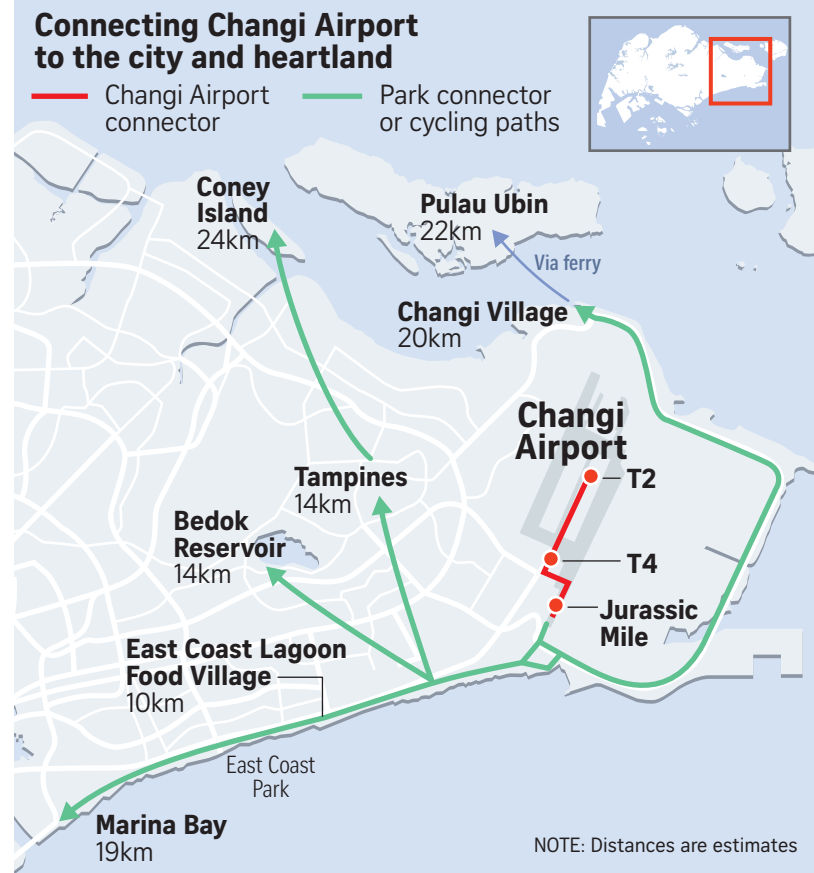 Connecting Changi Airport
to the city and heartland
Changi Airport
connector
Park connector
or cycling paths
Coney
Island
24km
Pulau Ubin
22km
Via ferry
Changi Village
20km
Changi
Airport
T2
Tampines
14km
Bedok
Reservoir
14km
T4
Jurassic
Mile
East Coast Lagoon
Food Village
10km
East Coast
Park
Marina Bay
19km
NOTE: Distances are estimates